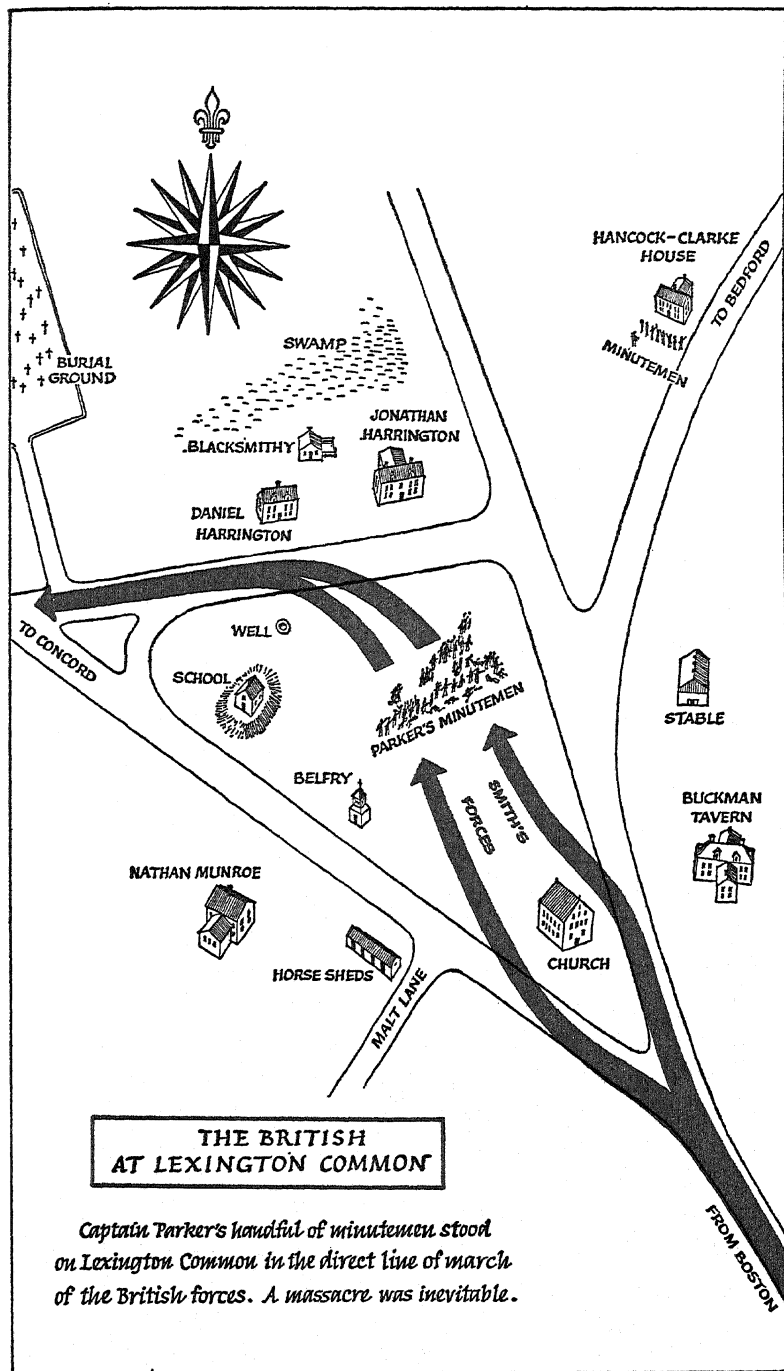 HANCOCK-CLARKE
HOUSE
TO BEDFORD
MINUTEMEN
BURIAL
GROUND
SWAMP
JONATHAN
HARRINGTON
BLACKSMITHY
DANIEL
HARRINGTON
TO CONCORD
WELL
SCHOOL
PARKER'S MINUTEMEN
STABLE
BELFRY
SMITH'S
FORCES
BUCKMAN
TAVERN
NATHAN MUNROE
HORSE SHEDS
CHURCH
MALT LANE
FROM BOSTON
THE BRITISH
AT LEXINGTON COMMON
Captain Parker's handful of minutemen stood
on Lexington Common in the direct line of march
of the British forces. A massacre was inevitable.